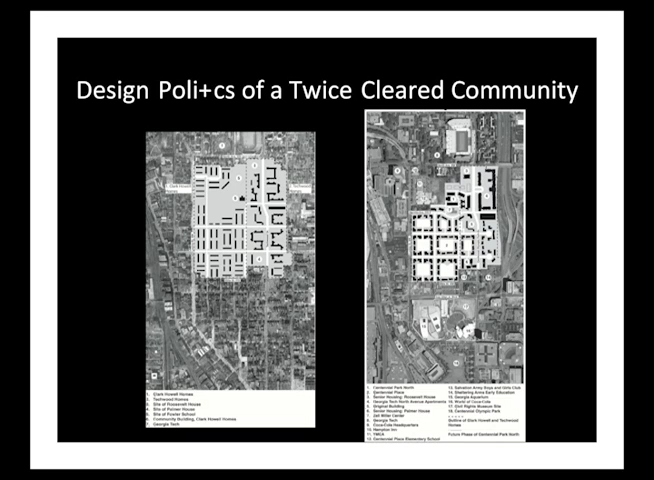 Design Poli+cs of a Twice Cleared Community
1. Clark Howell Homes
2. Techwood Homes
3. Site of Roosevelt House
4. Site of Palmer House
5. Site of Fowler School
6. Community Building, Clark Howell Homes
7. Georgia Tech
1. Centennial Park North
2. Centennial Place
3. Senior Housing: Roosevelt House
4. Georgia Tech North Avenue Apartments
5. Original Building
6. Senior Housing: Palmer House
7. Zell Miller Center
8. Georgia Tech
9. Coca-Cola Headquarters
10. Hampton Inn
11. YMCA
12. Centennial Place Elementary School
13. Salvation Army Boys and Girls Club
14. Sheltering Arms Early Education
15. Georgia Aquarium
16. World of Coca-Cola
17. Civil Rights Museum Site
18. Centennial Olympic Park
Outline of Clark Howell and Techwood
Homes
Future Phase of Centennial Park North